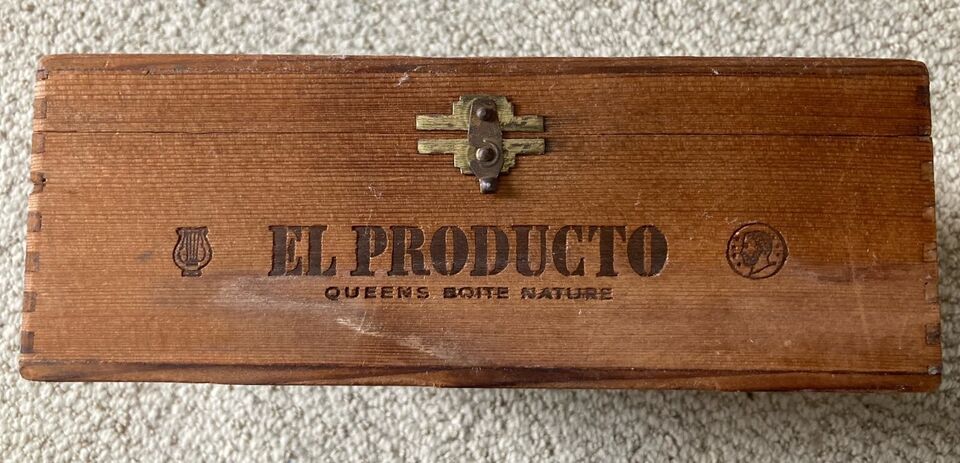 EL PRODUCTO
QUEENS BOITE NATURE